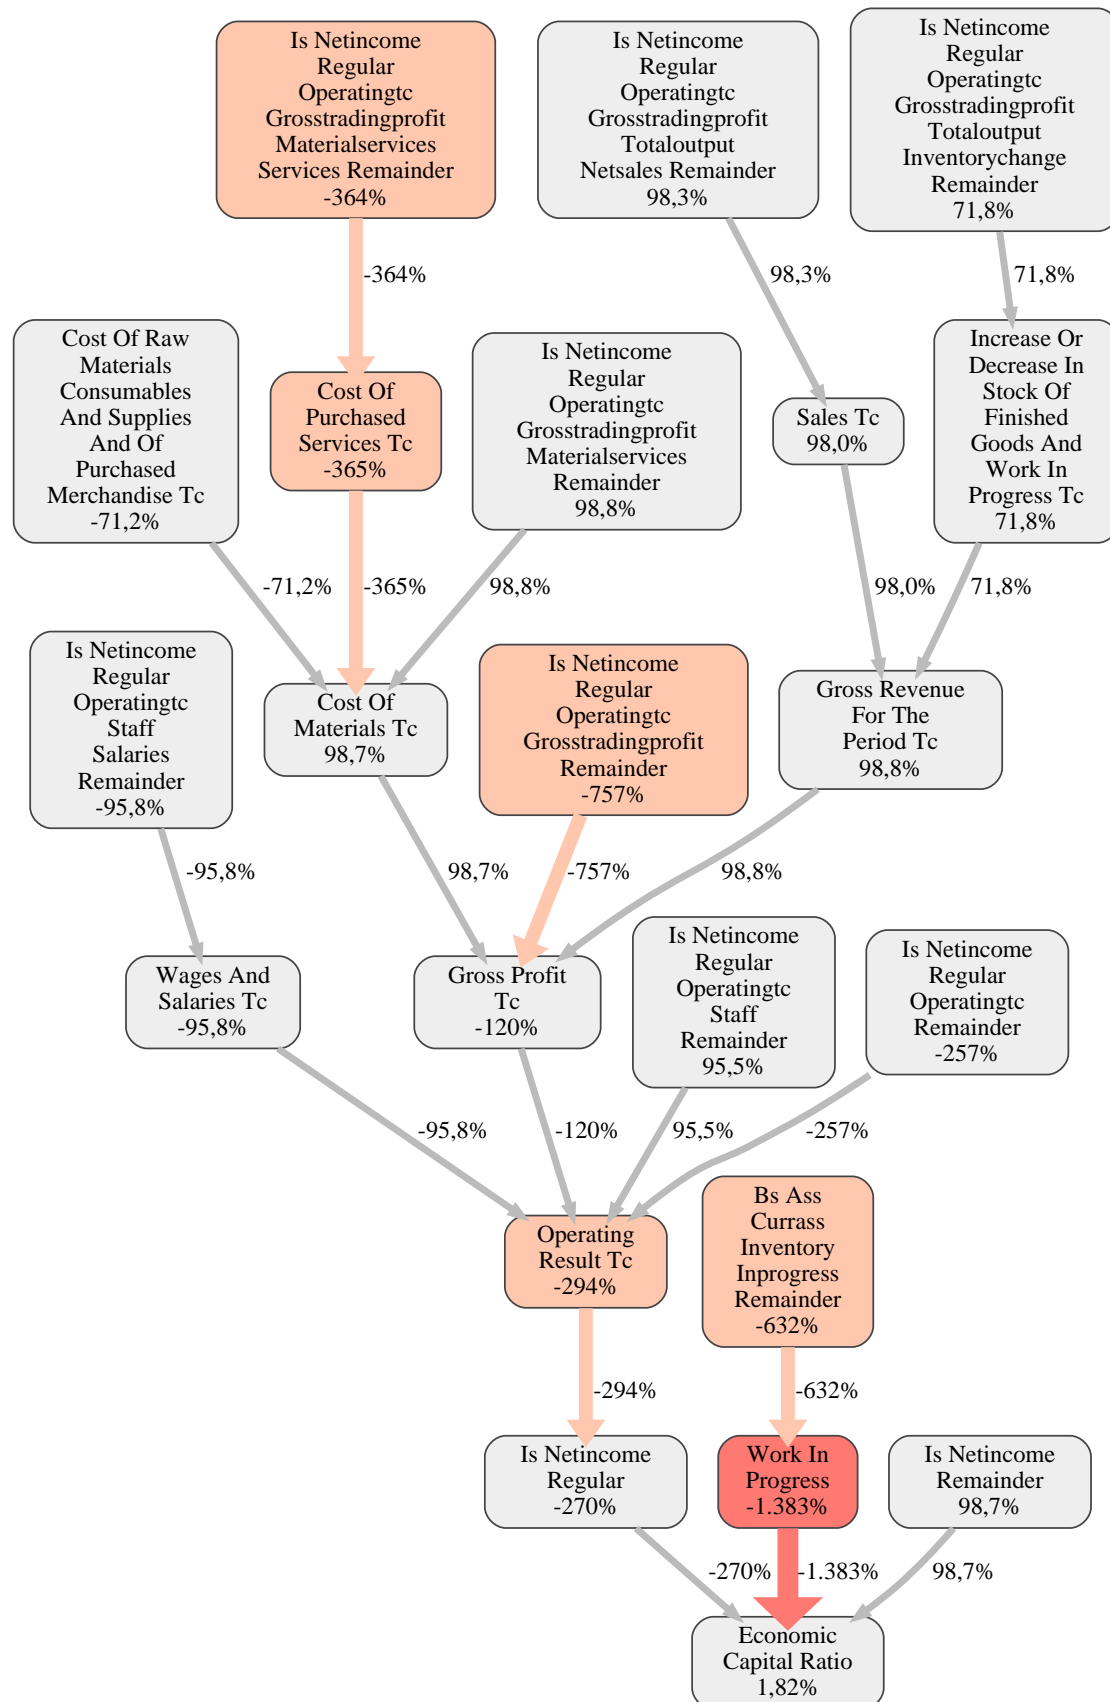 Is Netincome
Regular
Operatingtc
Grosstradingprofit
Materialservices
Services Remainder
-364%
Is Netincome
Regular
Operatingtc
Grosstradingprofit
Totaloutput
Netsales Remainder
98,3%
Is Netincome
Regular
Operatingtc
Grosstradingprofit
Totaloutput
Inventorychange
Remainder
71,8%
-364%
98,3%
71,8%
Cost Of Raw
Materials
Consumables
And Supplies
And Of
Purchased
Merchandise Tc
-71,2%
Cost Of
Purchased
Services Tc
-365%
Is Netincome
Regular
Operatingtc
Grosstradingprofit
Materialservices
Remainder
98,8%
Sales Tc
98,0%
Increase Or
Decrease In
Stock Of
Finished
Goods And
Work In
Progress Tc
71,8%
-71,2%
-365%
98,8%
98,0%
71,8%
Is Netincome
Regular
Operatingtc
Staff
Salaries
Remainder
-95,8%
Cost Of
Materials Tc
98,7%
Is Netincome
Regular
Operatingtc
Grosstradingprofit
Remainder
-757%
Gross Revenue
For The
Period Tc
98,8%
-95,8%
98,7%
-757%
98,8%
Wages And
Salaries Tc
-95,8%
Gross Profit
Tc
-120%
Is Netincome
Regular
Operatingtc
Staff
Remainder
95,5%
Is Netincome
Regular
Operatingtc
Remainder
-257%
-95,8%
-120%
95,5%
-257%
Operating
Result Tc
-294%
Bs Ass
Currass
Inventory
Inprogress
Remainder
-632%
-294%
-632%
Is Netincome
Regular
-270%
Work In
Progress
-1.383%
Is Netincome
Remainder
98,7%
-270%
-1.383%
98,7%
Economic
Capital Ratio
1,82%